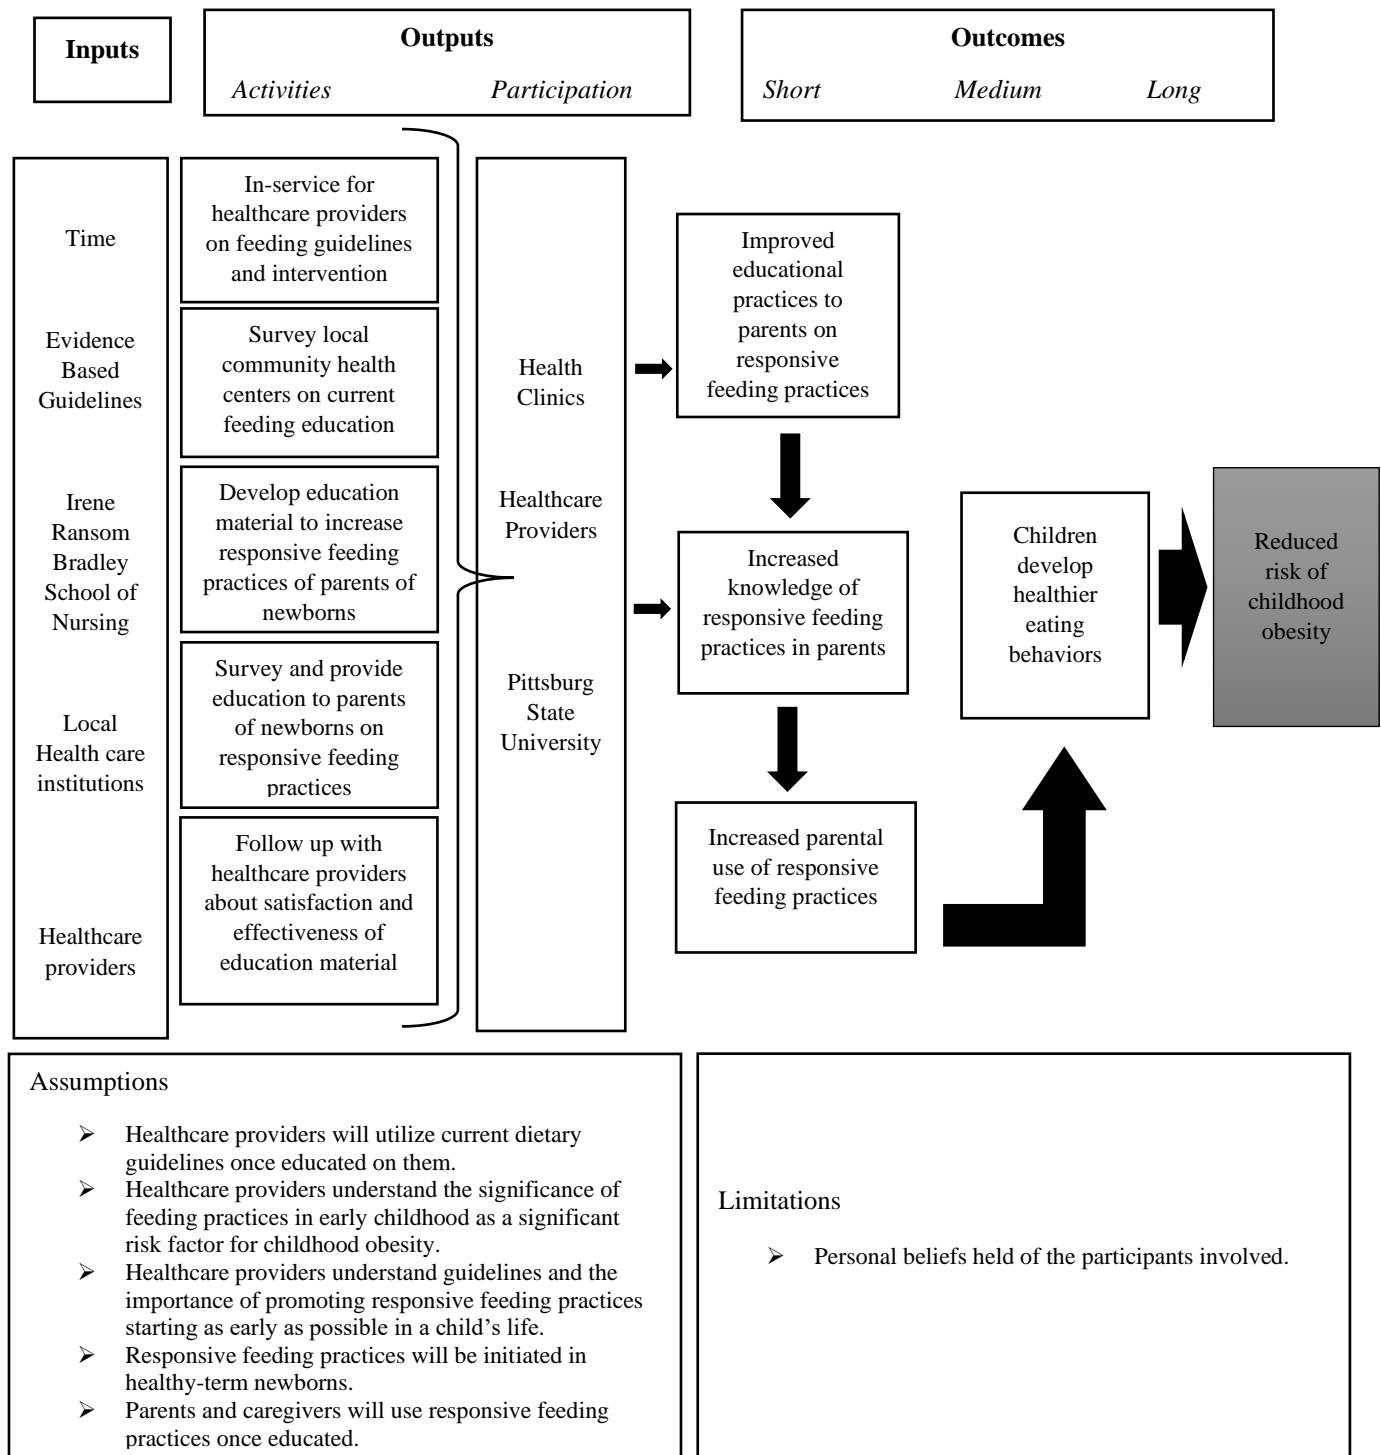 Inputs
Outputs
Activities Participation
Outcomes
Short Medium Long
Time
Evidence
Based
Guidelines
Irene
Ransom
Bradley
School of
Nursing
Local
Health care
institutions
Healthcare
providers
In-service for
healthcare providers
on feeding guidelines
and intervention
Survey local
community health
centers on current
feeding education
Develop education
material to increase
responsive feeding
practices of parents of
newborns
Survey and provide
education to parents
of newborns on
responsive feeding
practices
Follow up with
healthcare providers
about satisfaction and
effectiveness of
education material
Health
Clinics
Healthcare
Providers
Pittsburg
State
University
Improved
educational
practices to
parents on
responsive
feeding practices
Increased
knowledge of
responsive feeding
practices in parents
Increased parental
use of responsive
feeding practices
Children
develop
healthier
eating
behaviors
Reduced
risk of
childhood
obesity
Assumptions
➢ Healthcare providers will utilize current dietary
guidelines once educated on them.
➢ Healthcare providers understand the significance of
feeding practices in early childhood as a significant
risk factor for childhood obesity.
➢ Healthcare providers understand guidelines and the
importance of promoting responsive feeding practices
starting as early as possible in a child’s life.
➢ Responsive feeding practices will be initiated in
healthy-term newborns.
➢ Parents and caregivers will use responsive feeding
practices once educated.
Limitations
➢ Personal beliefs held of the participants involved.